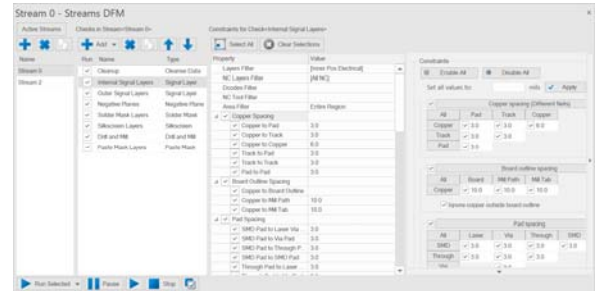 Stream 0 - Streams DFM
Active Streams
Checks in Stream<Stream 0>
Constraints for Check<Internal Signal Layers>
Add
Select All
Clear Selections
Name
Run Name Type
Property Value
Stream 0
Stream 2
Cleanup Cleanse Data
Internal Signal Layers Signal Layer
Outer Signal Layers Signal Layer
Negative Planes Negative Plane
Solder Mask Layers Solder Mask
Silkscreen Layers Silkscreen
Drill and Mill Drill and Mill
Paste Mask Layers Paste Mask
Layers Filter [Inner Pos Electrical]
NC Layers Filter [All NC]
Dcodes Filter
NC Tool Filter
Area Filter Entire Region
Copper Spacing
Copper to Pad 3.0
Copper to Track 3.0
Copper to Copper 6.0
Track to Pad 3.0
Track to Track 3.0
Pad to Pad 3.0
Board Outline Spacing
Copper to Board Outline
Copper to Mill Path 10.0
Copper to Mill Tab 10.0
Pad Spacing
SMD Pad to Laser Via 3.0
SMD Pad to Via Pad 3.0
SMD Pad to Through P 3.0
SMD Pad to SMD Pad 3.0
Through Pad to Laser 3.0
Constraints
Enable All
Disable All
Set all values to: mils Apply
Copper spacing (Different Nets)
All Pad Track Copper
Copper 3.0 3.0 6.0
Track 3.0 3.0
Pad 3.0
Board outline spacing
All Board Mill Path Mill Tab
Copper 10.0 10.0 10.0
Ignore copper outside board outline
Pad spacing
All Laser Via Through SMD
SMD 3.0 3.0 3.0 3.0
Through 3.0 3.0 3.0
Run Selected
Pause
Stop